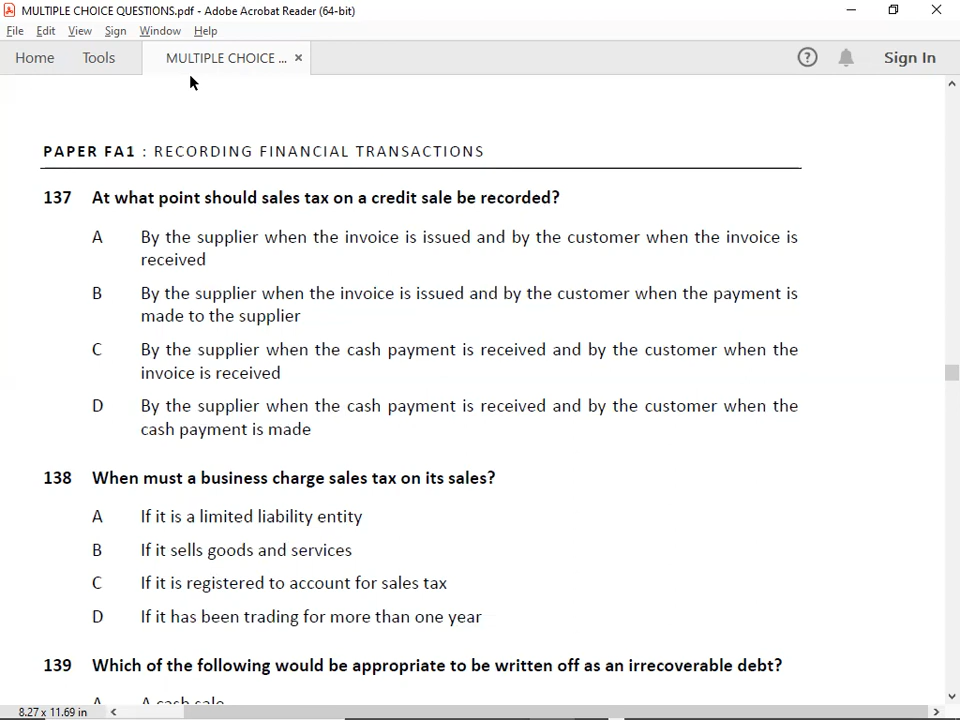 MULTIPLE CHOICE QUESTIONS.pdf - Adobe Acrobat Reader (64-bit)
File Edit View Sign Window Help
Home Tools MULTIPLE CHOICE ... × ? Sign In
PAPER FA1 : RECORDING FINANCIAL TRANSACTIONS
137 At what point should sales tax on a credit sale be recorded?
A By the supplier when the invoice is issued and by the customer when the invoice is
received
B By the supplier when the invoice is issued and by the customer when the payment is
made to the supplier
C By the supplier when the cash payment is received and by the customer when the
invoice is received
D By the supplier when the cash payment is received and by the customer when the
cash payment is made
138 When must a business charge sales tax on its sales?
A If it is a limited liability entity
B If it sells goods and services
C If it is registered to account for sales tax
D If it has been trading for more than one year
139 Which of the following would be appropriate to be written off as an irrecoverable debt?
A A cash sale
8.27 x 11.69 in